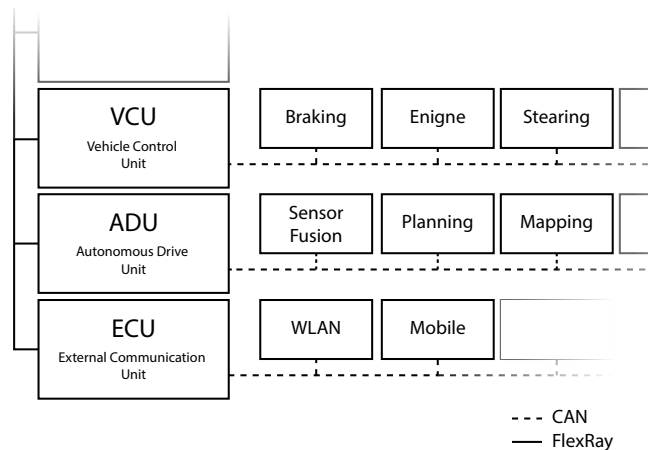 VCU
Vehicle Control
Unit
Braking
Enigne
Stearing
ADU
Autonomous Drive
Unit
Sensor
Fusion
Planning
Mapping
ECU
External Communication
Unit
WLAN
Mobile
CAN
FlexRay